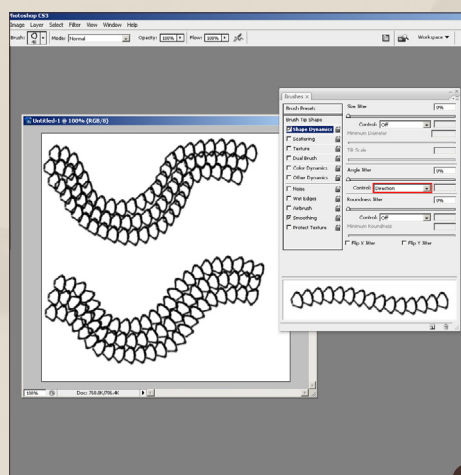 Photoshop CS3
Image Layer Select Filter View Window Help
Brush: Mode: Normal Opacity: 100% Flow: 100% Workspace
Brushes ×
Brush Presets
Size Jitter 0%
Brush Tip Shape
Control: Off
Shape Dynamics
Minimum Diameter
Scattering
Texture
Tilt Scale
Dual Brush
Color Dynamics
Angle Jitter 0%
Other Dynamics
Control: Direction
Noise
Wet Edges
Roundness Jitter 0%
Airbrush
Smoothing
Control: Off
Protect Texture
Minimum Roundness
Flip X Jitter Flip Y Jitter
Untitled-1 @ 100% (RGB/8)
100%